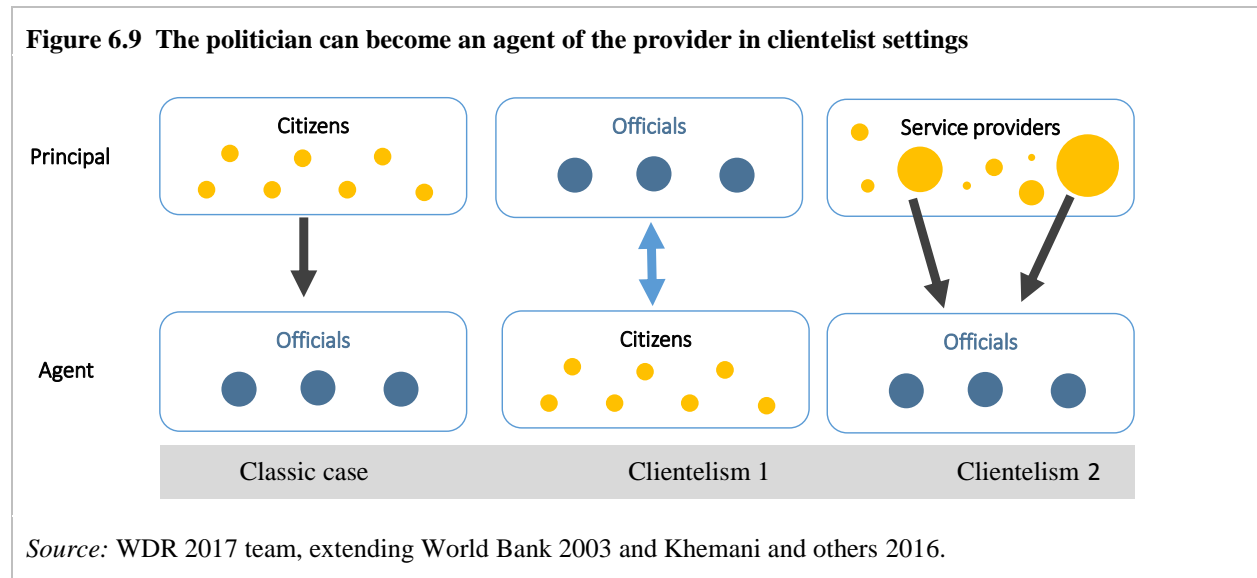 Figure 6.9  The politician can become an agent of the provider in clientelist settings
Principal
Citizens
Officials
Service providers
Agent
Officials
Citizens
Officials
Classic case
Clientelism 1
Clientelism 2
Source: WDR 2017 team, extending World Bank 2003 and Khemani and others 2016.